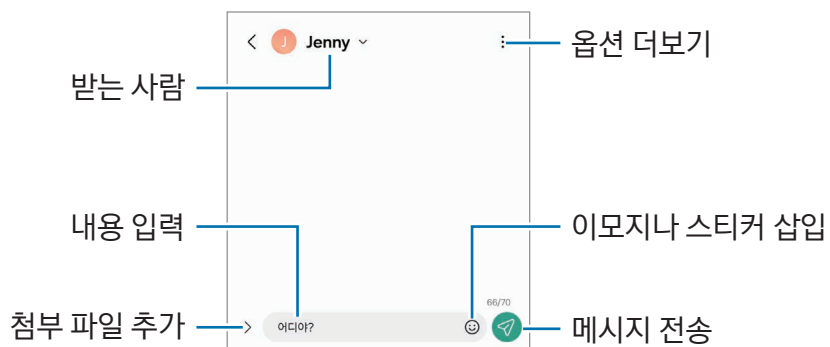 J Jenny
옵션 더보기
받는 사람
내용 입력
이모지나 스티커 삽입
66/70
첨부 파일 추가
어디야?
메시지 전송